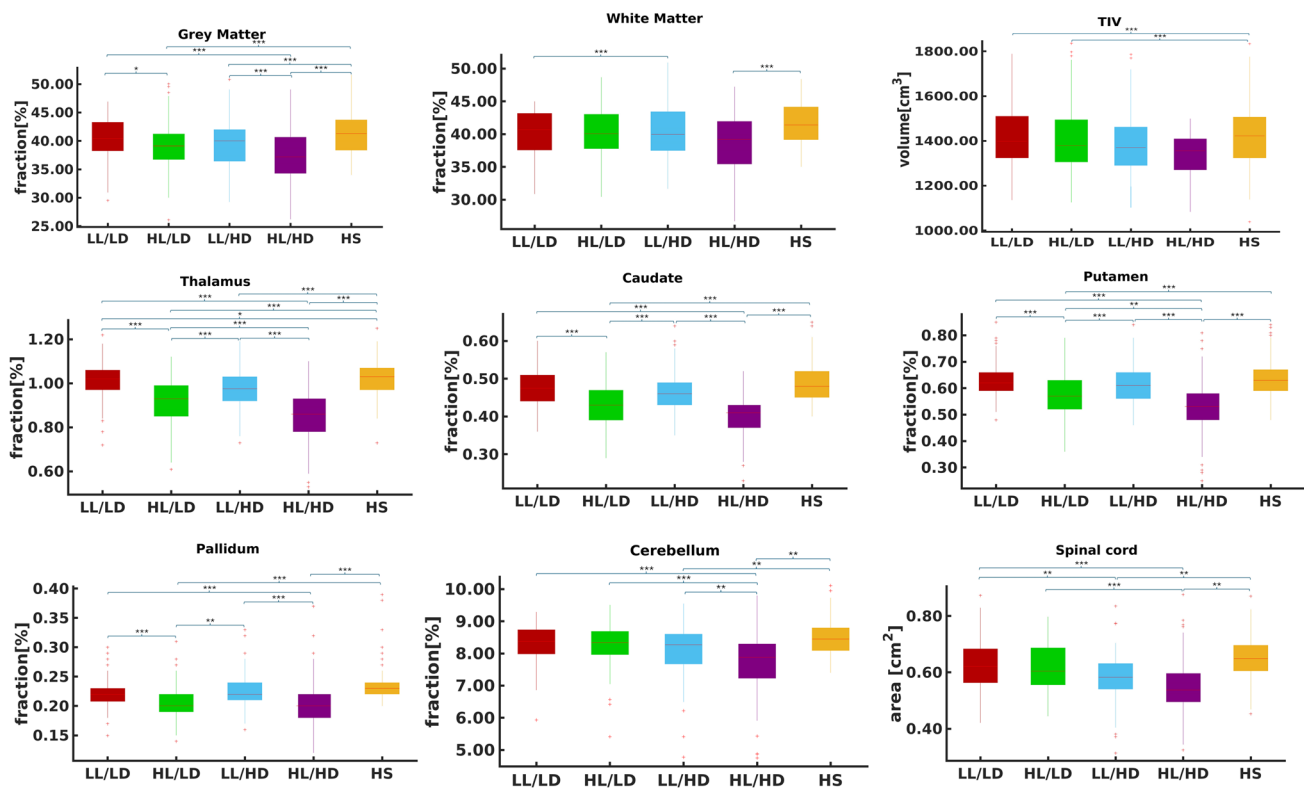 Grey Matter
***
***
***
*
***
***
fraction[%]
50.00
45.00
40.00
35.00
30.00
25.00
LL/LD HL/LD LL/HD HL/HD HS
White Matter
***
***
fraction[%]
50.00
45.00
40.00
35.00
30.00
LL/LD HL/LD LL/HD HL/HD HS
TIV
***
***
volume[cm3]
1800.00
1600.00
1400.00
1200.00
1000.00
LL/LD HL/LD LL/HD HL/HD HS
Thalamus
***
*** ***
***
*
*** ***
*** ***
fraction[%]
1.20
1.00
0.80
0.60
LL/LD HL/LD LL/HD HL/HD HS
Caudate
***
***
*** *** ***
***
fraction[%]
0.60
0.50
0.40
0.30
LL/LD HL/LD LL/HD HL/HD HS
Putamen
***
***
**
*** *** *** ***
fraction[%]
0.80
0.70
0.60
0.50
0.40
0.30
LL/LD HL/LD LL/HD HL/HD HS
Pallidum
***
***
***
***
**
***
fraction[%]
0.40
0.35
0.30
0.25
0.20
0.15
LL/LD HL/LD LL/HD HL/HD HS
Cerebellum
**
**
***
***
**
fraction[%]
10.00
9.00
8.00
7.00
6.00
5.00
LL/LD HL/LD LL/HD HL/HD HS
Spinal cord
***
** **
*** **
area [cm2]
0.80
0.60
0.40
LL/LD HL/LD LL/HD HL/HD HS